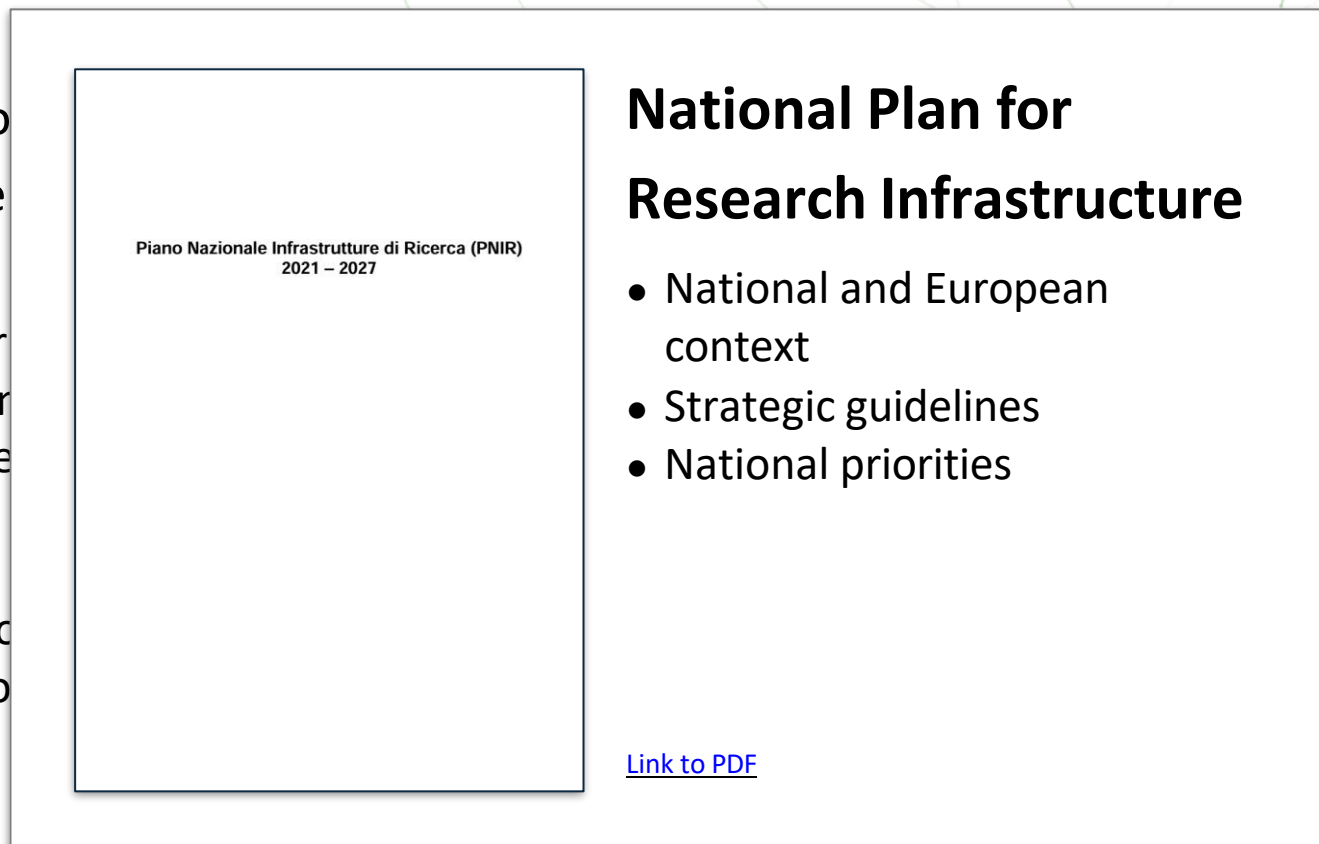 Piano Nazionale Infrastrutture di Ricerca (PNIR)
2021 – 2027
National Plan for
Research Infrastructure
● National and European
context
● Strategic guidelines
● National priorities
Link to PDF